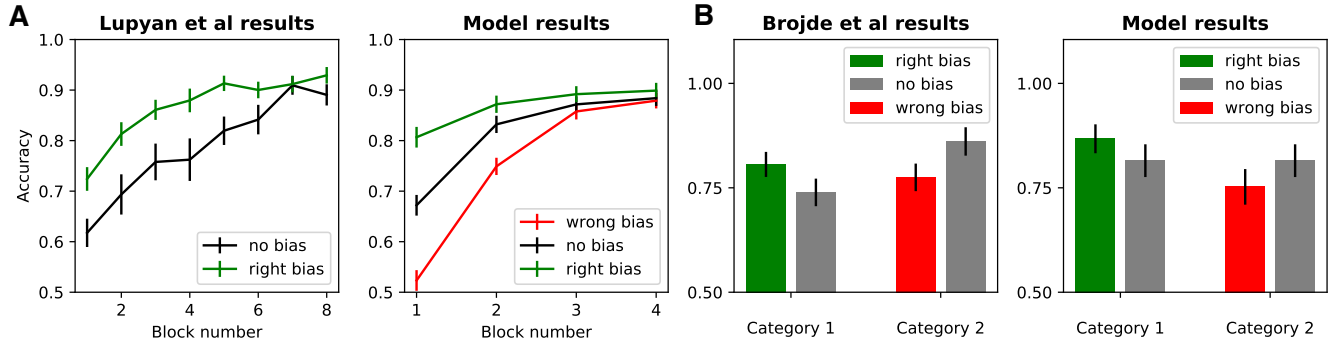 A
Lupyan et al results
Accuracy
1.0
0.9
0.8
0.7
0.6
0.5
no bias
right bias
2 4 6 8
Block number
Model results
1.0
0.9
0.8
0.7
0.6
0.5
wrong bias
no bias
right bias
1 2 3 4
Block number
B
Brojde et al results
1.00
0.75
0.50
right bias
no bias
wrong bias
Category 1 Category 2
Model results
1.00
0.75
0.50
right bias
no bias
wrong bias
Category 1 Category 2